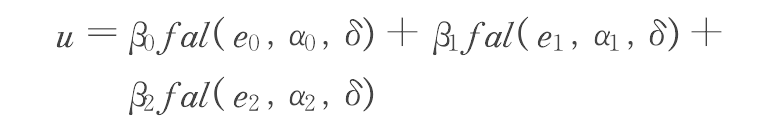 u = β₀fal(e₀, α₀, δ) + β₁fal(e₁, α₁, δ) +
β₂fal(e₂, α₂, δ)